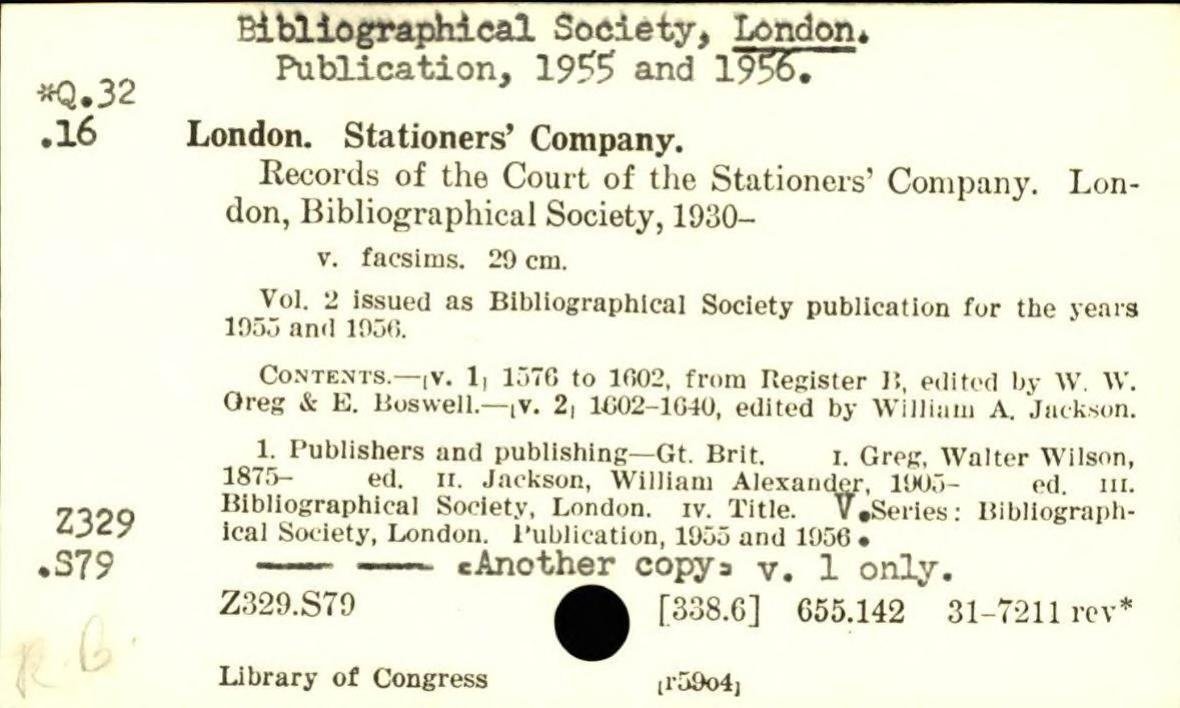 Bibliographical Society, London.
Publication, 1955 and 1956.
*Q.32
.16
London. Stationers' Company.
Records of the Court of the Stationers' Company. Lon-
don, Bibliographical Society, 1930–
v. facsims. 29 cm.
Vol. 2 issued as Bibliographical Society publication for the years
1955 and 1956.
CONTENTS.—[v. 1] 1576 to 1602, from Register B, edited by W. W.
Greg & E. Boswell.—[v. 2] 1602–1640, edited by William A. Jackson.
1. Publishers and publishing—Gt. Brit. I. Greg, Walter Wilson,
1875– ed. II. Jackson, William Alexander, 1905– ed. III.
Bibliographical Society, London. IV. Title. V. Series: Bibliograph-
ical Society, London. Publication, 1955 and 1956.
Z329
.S79
—— —— [Another copy] v. 1 only.
Z329.S79 [338.6] 655.142 31–7211 rev*
R B
Library of Congress [r59o4]